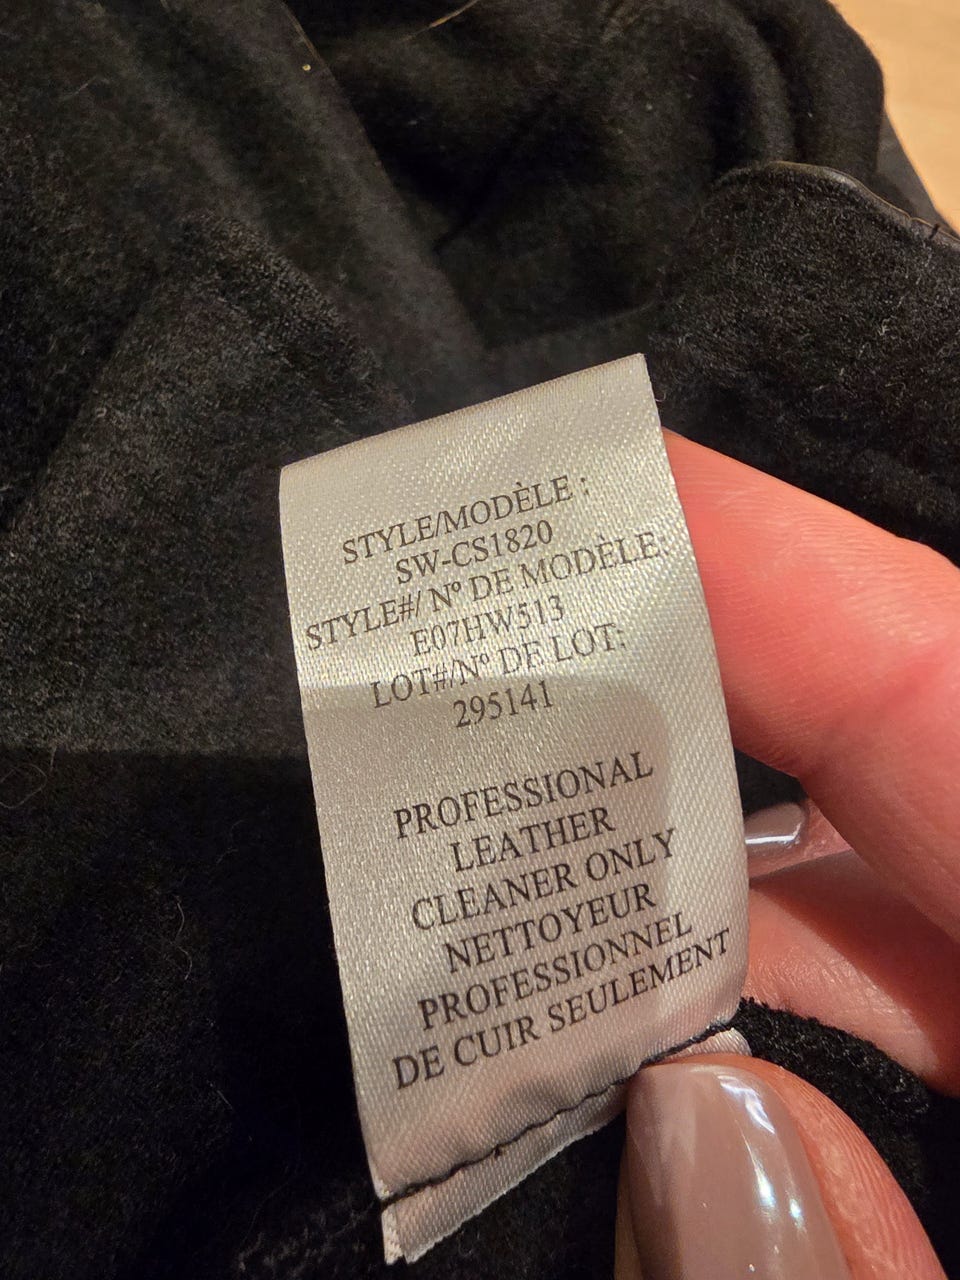 STYLE/MODÈLE :
SW-CS1820
STYLE#/ Nº DE MODÈLE:
E07HW513
LOT#/Nº DE LOT:
295141
PROFESSIONAL
LEATHER
CLEANER ONLY
NETTOYEUR
PROFESSIONNEL
DE CUIR SEULEMENT